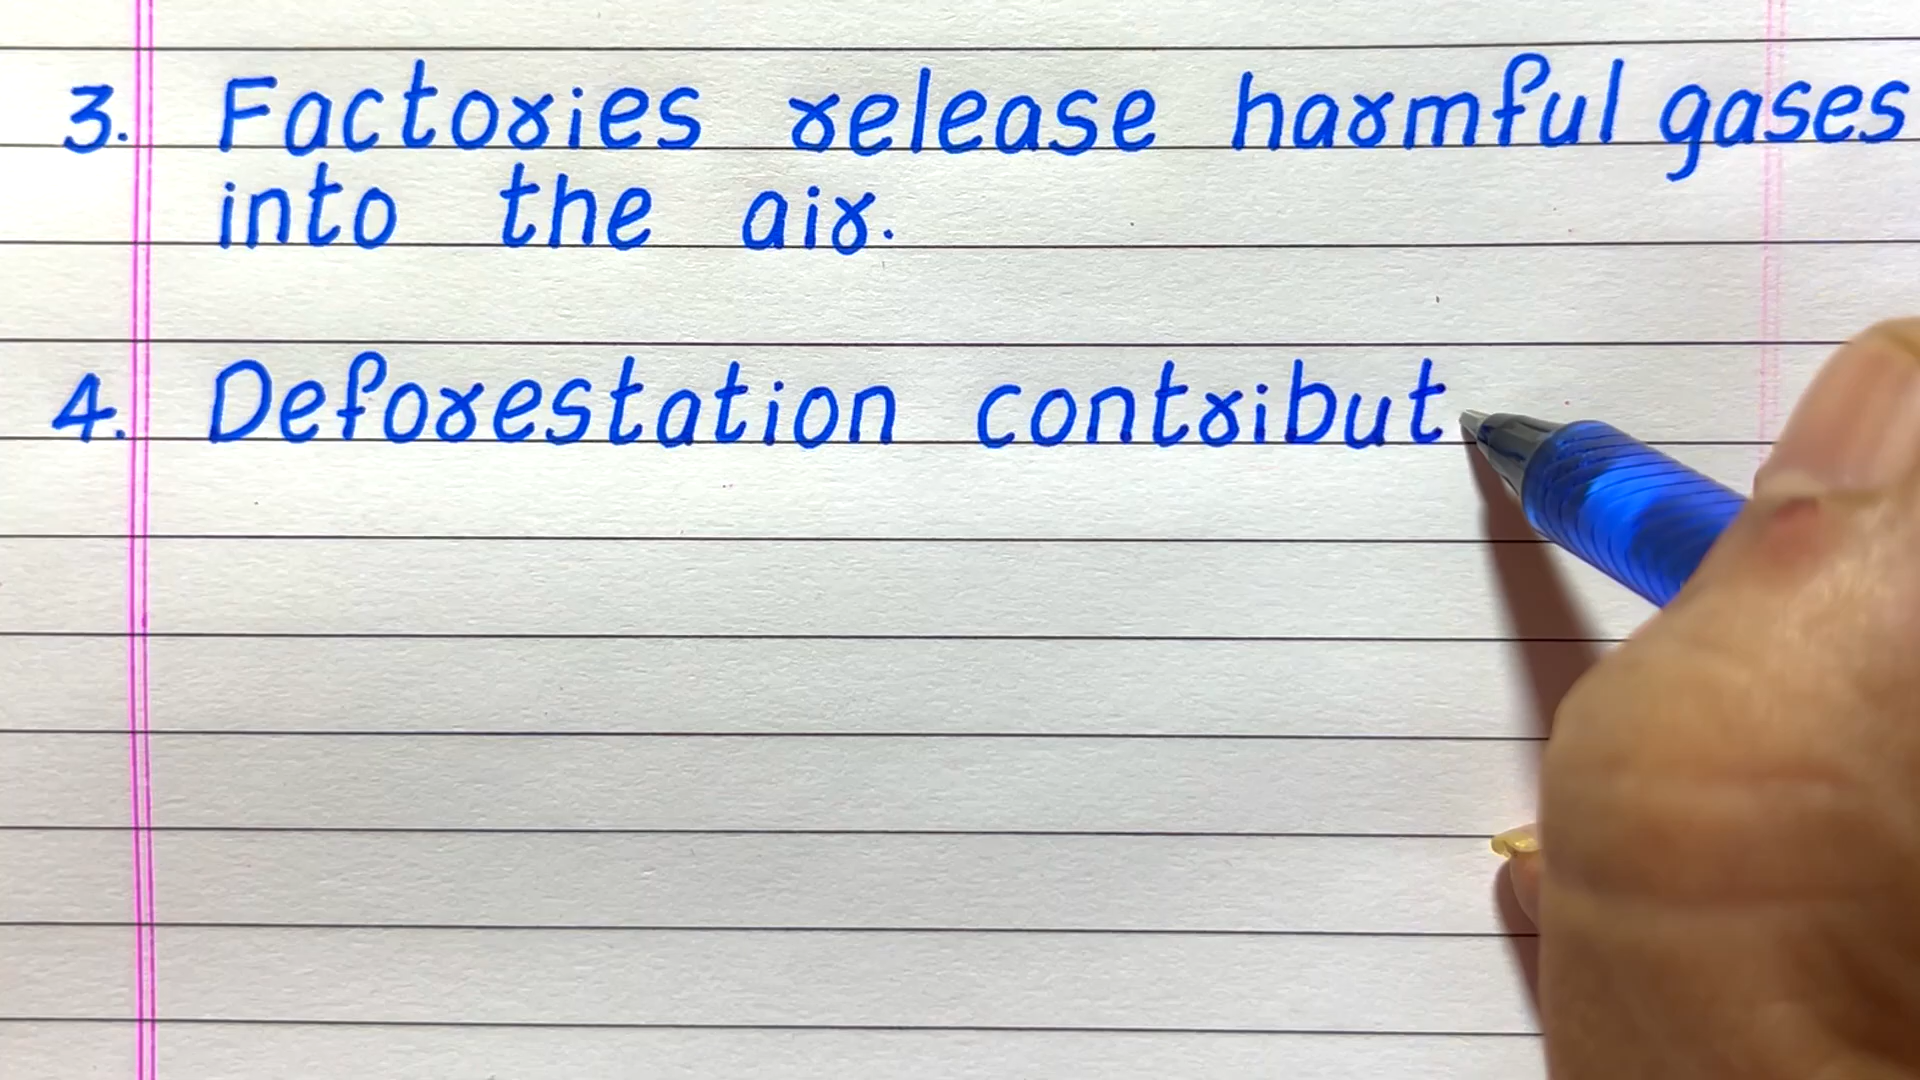 3. Factories release harmful gases
into the air.
4. Deforestation contribut